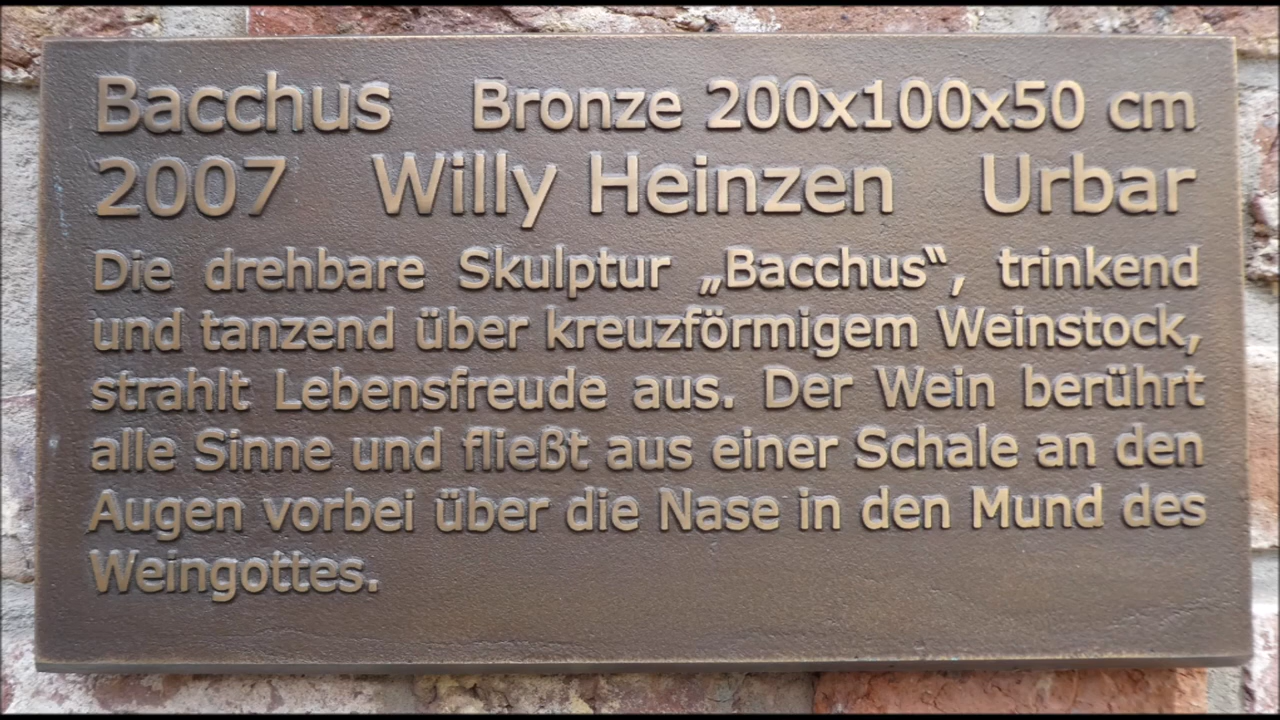 Bacchus Bronze 200x100x50 cm
2007 Willy Heinzen Urbar
Die drehbare Skulptur „Bacchus“, trinkend
und tanzend über kreuzförmigem Weinstock,
strahlt Lebensfreude aus. Der Wein berührt
alle Sinne und fließt aus einer Schale an den
Augen vorbei über die Nase in den Mund des
Weingottes.